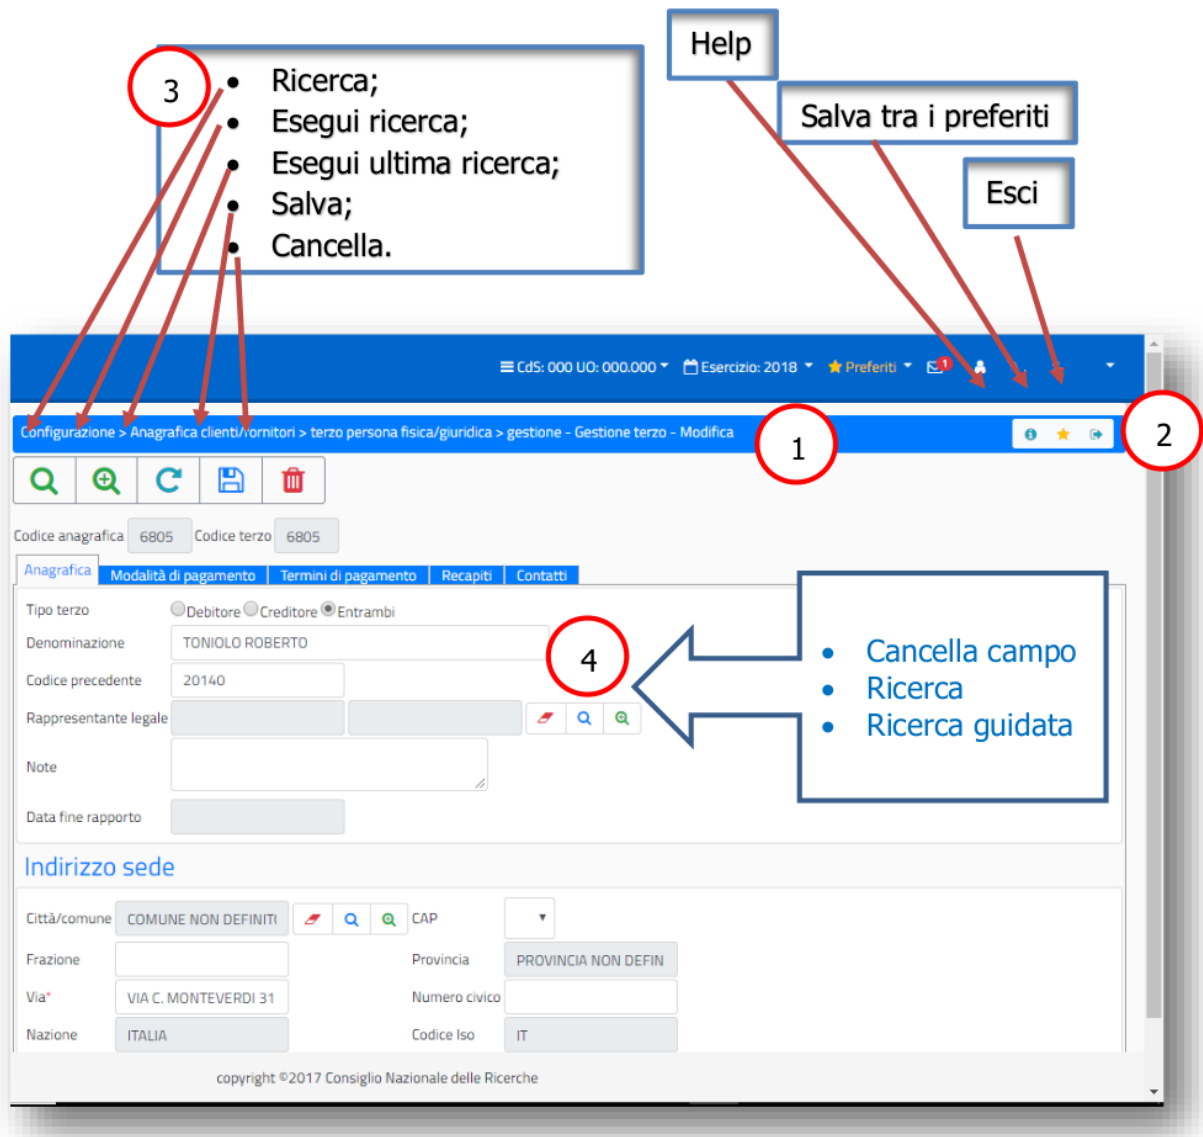 Help
3
• Ricerca;
• Esegui ricerca;
• Esegui ultima ricerca;
• Salva;
• Cancella.
Salva tra i preferiti
Esci
CdS: 000 UO: 000.000 Esercizio: 2018 Preferiti 1
Configurazione > Anagrafica clienti/fornitori > terzo persona fisica/giuridica > gestione - Gestione terzo - Modifica
1
2
Codice anagrafica 6805 Codice terzo 6805
Anagrafica Modalità di pagamento Termini di pagamento Recapiti Contatti
Tipo terzo Debitore Creditore Entrambi
Denominazione TONIOLO ROBERTO
4
Codice precedente 20140
Rappresentante legale
Note
Data fine rapporto
• Cancella campo
• Ricerca
• Ricerca guidata
Indirizzo sede
Città/comune COMUNE NON DEFINIT CAP
Frazione Provincia PROVINCIA NON DEFIN
Via* VIA C. MONTEVERDI 31 Numero civico
Nazione ITALIA Codice Iso IT
copyright ©2017 Consiglio Nazionale delle Ricerche